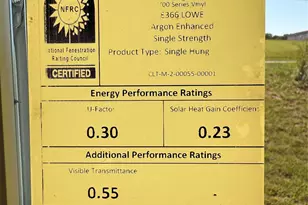 NFRC
National Fenestration
Rating Council
CERTIFIED
00 Series Vinyl
E366 LOWE
Argon Enhanced
Single Strength
Product Type: Single Hung
CLT-M-2-00055-00001
Energy Performance Ratings
U-Factor
Solar Heat Gain Coefficient
0.30
0.23
Additional Performance Ratings
Visible Transmittance
0.55